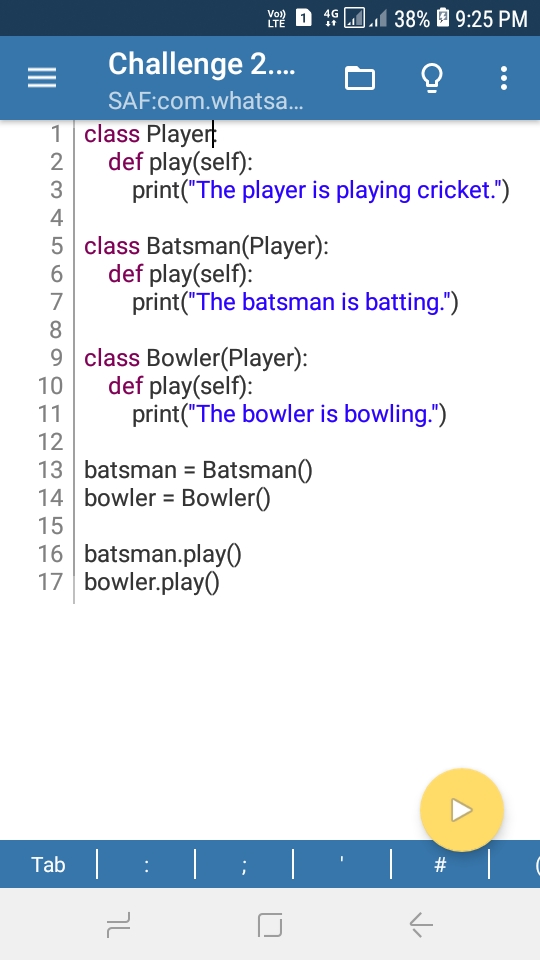 Vo)) LTE 1 4G 38% 9:25 PM
Challenge 2....
SAF:com.whatsa...
1 class Player:
2 def play(self):
3 print("The player is playing cricket.")
4
5 class Batsman(Player):
6 def play(self):
7 print("The batsman is batting.")
8
9 class Bowler(Player):
10 def play(self):
11 print("The bowler is bowling.")
12
13 batsman = Batsman()
14 bowler = Bowler()
15
16 batsman.play()
17 bowler.play()
Tab : ; ' # (